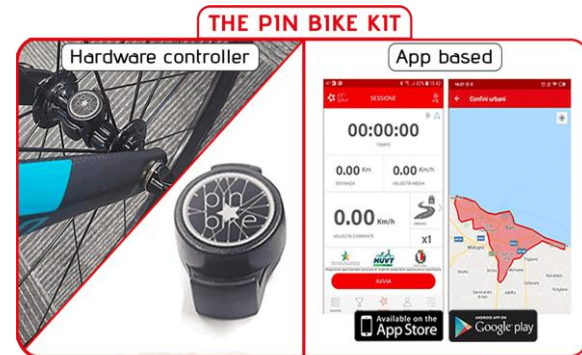 THE PIN BIKE KIT
Hardware controller
pin
bike
App based
SESSIONE
00:00:00
TEMPO
0.00 Km
DISTANZA
0.00 Km/h
VELOCITÀ MEDIA
0.00 Km/h
VELOCITÀ CORRENTE
x1
MUVT
AVVIA
Confini urbani
Bari
Available on the
App Store
ANDROID APP ON
Google play